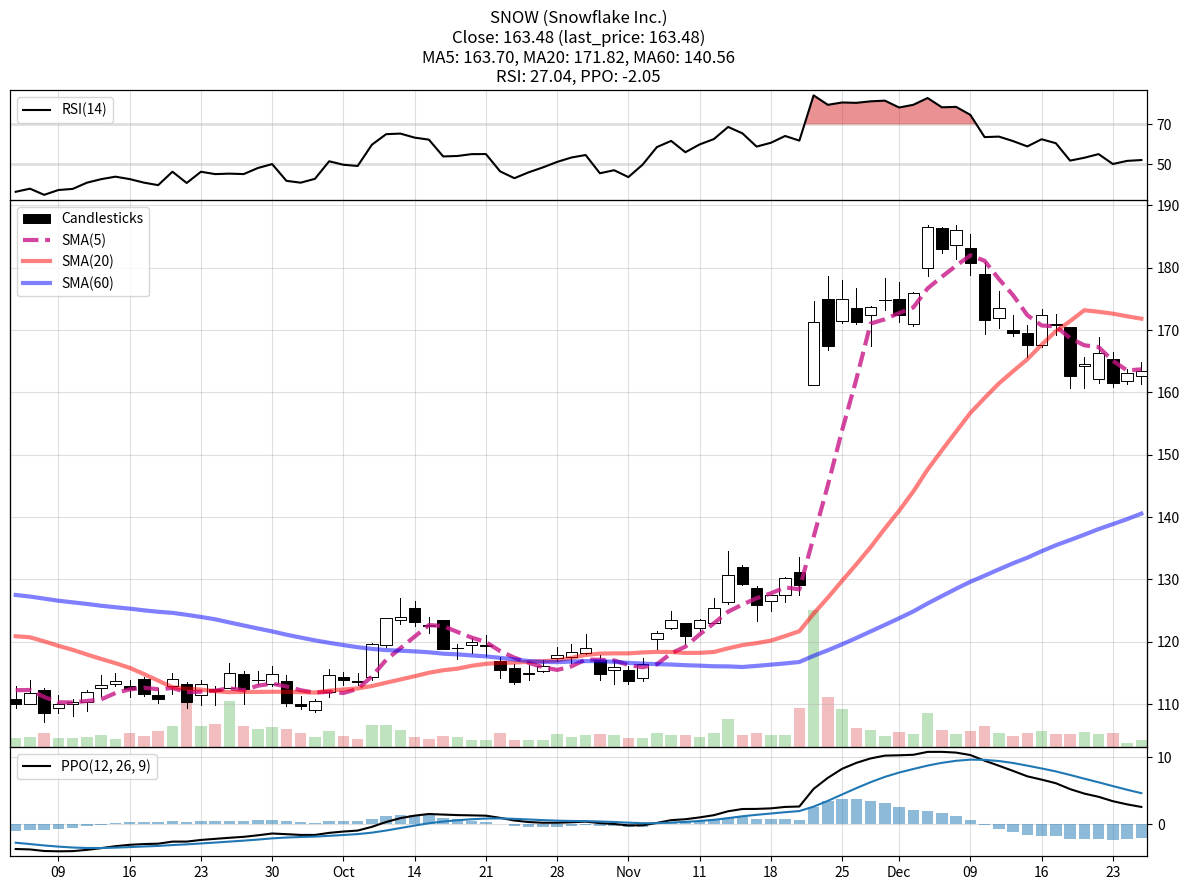 SNOW (Snowflake Inc.)
Close: 163.48 (last_price: 163.48)
MA5: 163.70, MA20: 171.82, MA60: 140.56
RSI: 27.04, PPO: -2.05
RSI(14)
70
50
Candlesticks
SMA(5)
SMA(20)
SMA(60)
190
180
170
160
150
140
130
120
110
PPO(12, 26, 9)
10
0
09 16 23 30 Oct 14 21 28 Nov 11 18 25 Dec 09 16 23